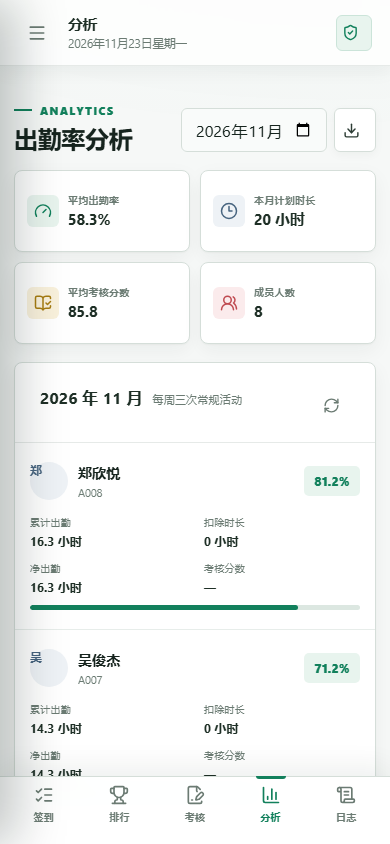 分析
2026年11月23日星期一
ANALYTICS
出勤率分析
2026年11月
平均出勤率
58.3%
本月计划时长
20 小时
平均考核分数
85.8
成员人数
8
2026 年 11 月 每周三次常规活动
郑
郑欣悦
A008
81.2%
累计出勤
16.3 小时
扣除时长
0 小时
净出勤
16.3 小时
考核分数
—
吴
吴俊杰
A007
71.2%
累计出勤
14.3 小时
扣除时长
0 小时
净出勤
14.3 小时
考核分数
—
签到
排行
考核
分析
日志